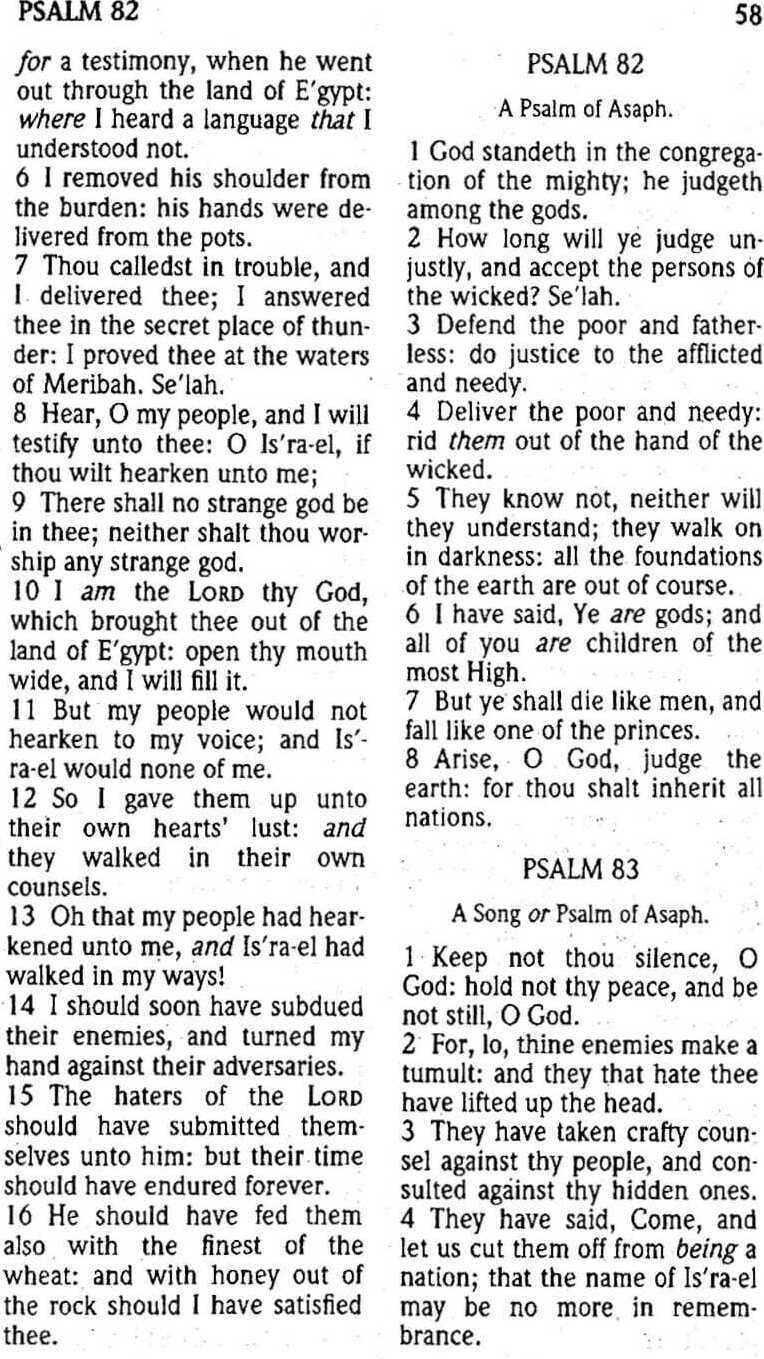 PSALM 82
58
for a testimony, when he went
out through the land of E'gypt:
where I heard a language that I
understood not.
6 I removed his shoulder from
the burden: his hands were de-
livered from the pots.
7 Thou calledst in trouble, and
I delivered thee; I answered
thee in the secret place of thun-
der: I proved thee at the waters
of Meribah. Se'lah.
8 Hear, O my people, and I will
testify unto thee: O Is'ra-el, if
thou wilt hearken unto me;
9 There shall no strange god be
in thee; neither shalt thou wor-
ship any strange god.
10 I am the LORD thy God,
which brought thee out of the
land of E'gypt: open thy mouth
wide, and I will fill it.
11 But my people would not
hearken to my voice; and Is'-
ra-el would none of me.
12 So I gave them up unto
their own hearts' lust: and
they walked in their own
counsels.
13 Oh that my people had hear-
kened unto me, and Is'ra-el had
walked in my ways!
14 I should soon have subdued
their enemies, and turned my
hand against their adversaries.
15 The haters of the LORD
should have submitted them-
selves unto him: but their time
should have endured forever.
16 He should have fed them
also with the finest of the
wheat: and with honey out of
the rock should I have satisfied
thee.
PSALM 82
A Psalm of Asaph.
1 God standeth in the congrega-
tion of the mighty; he judgeth
among the gods.
2 How long will ye judge un-
justly, and accept the persons of
the wicked? Se'lah.
3 Defend the poor and father-
less: do justice to the afflicted
and needy.
4 Deliver the poor and needy:
rid them out of the hand of the
wicked.
5 They know not, neither will
they understand; they walk on
in darkness: all the foundations
of the earth are out of course.
6 I have said, Ye are gods; and
all of you are children of the
most High.
7 But ye shall die like men, and
fall like one of the princes.
8 Arise, O God, judge the
earth: for thou shalt inherit all
nations.
PSALM 83
A Song or Psalm of Asaph.
1 Keep not thou silence, O
God: hold not thy peace, and be
not still, O God.
2 For, lo, thine enemies make a
tumult: and they that hate thee
have lifted up the head.
3 They have taken crafty coun-
sel against thy people, and con-
sulted against thy hidden ones.
4 They have said, Come, and
let us cut them off from being a
nation; that the name of Is'ra-el
may be no more in remem-
brance.